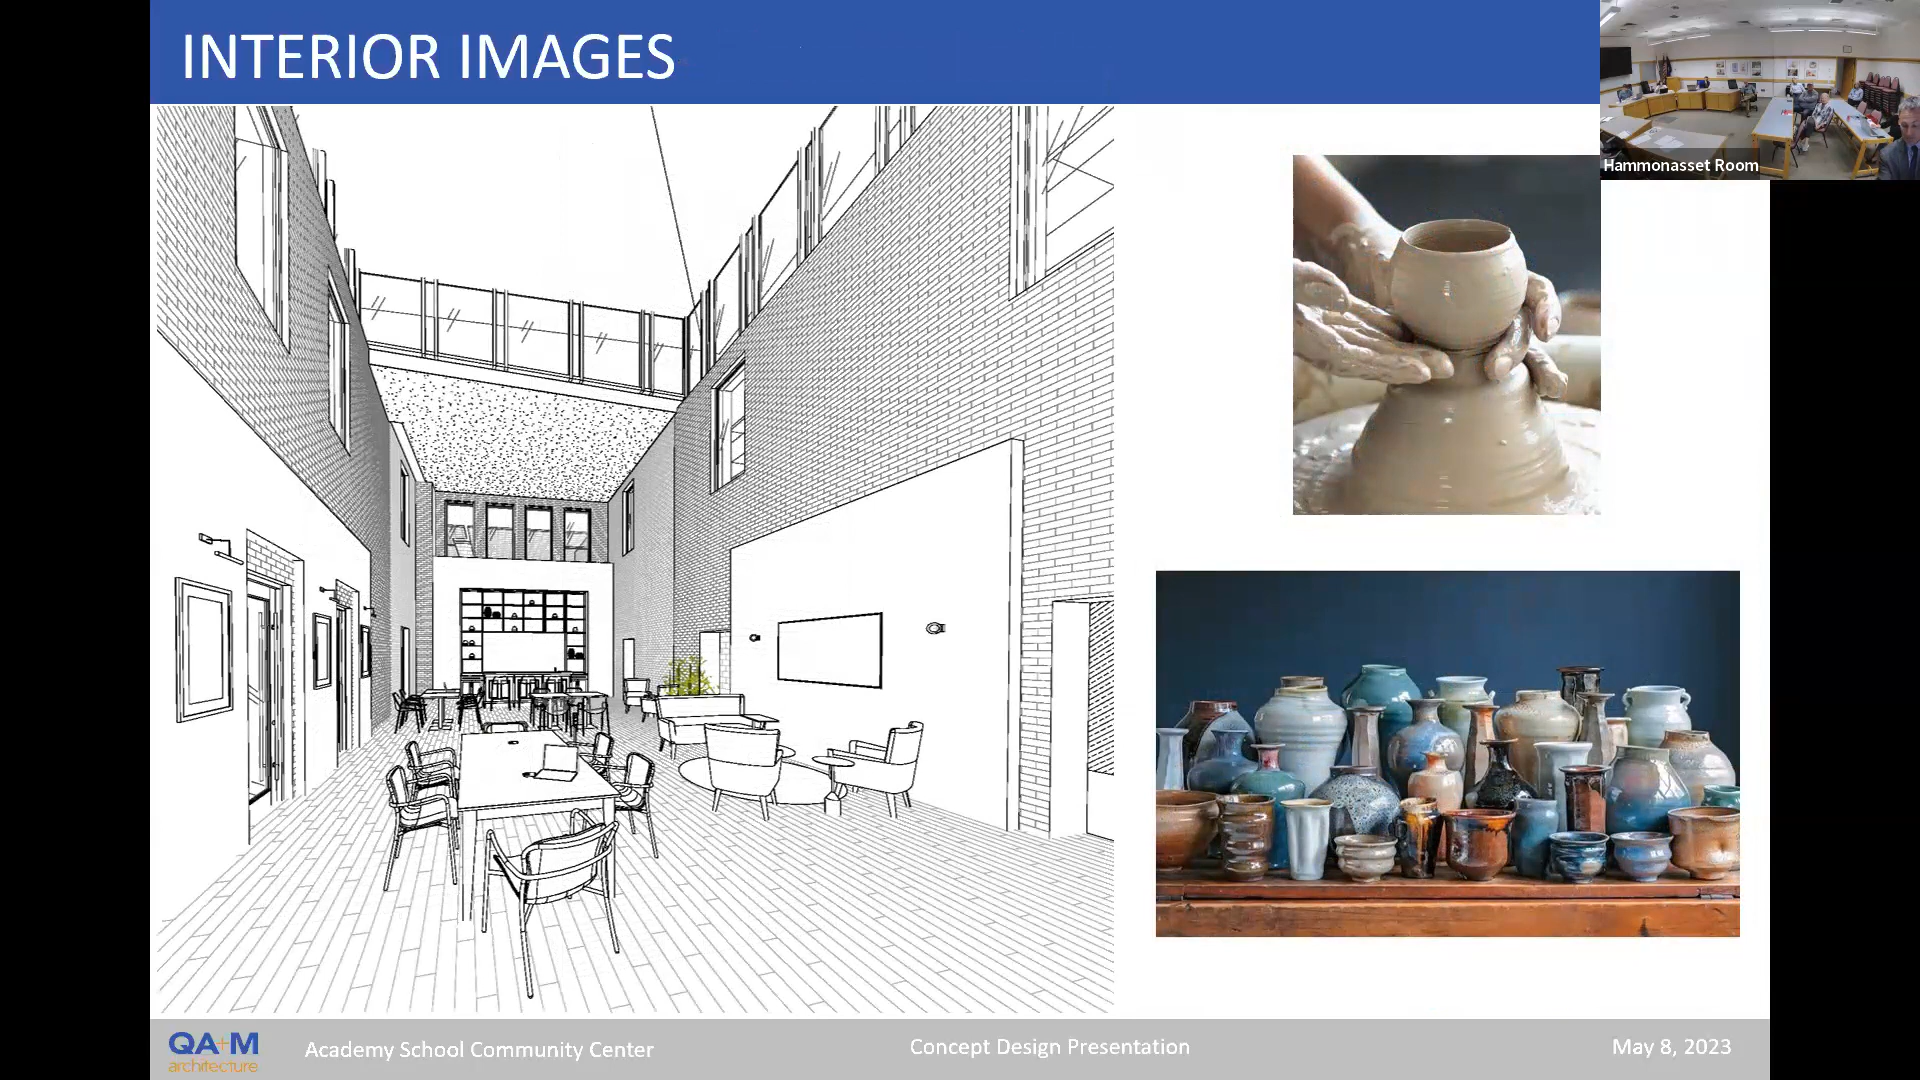 INTERIOR IMAGES
Hammonasset Room
QA+M
architecture
Academy School Community Center
Concept Design Presentation
May 8, 2023